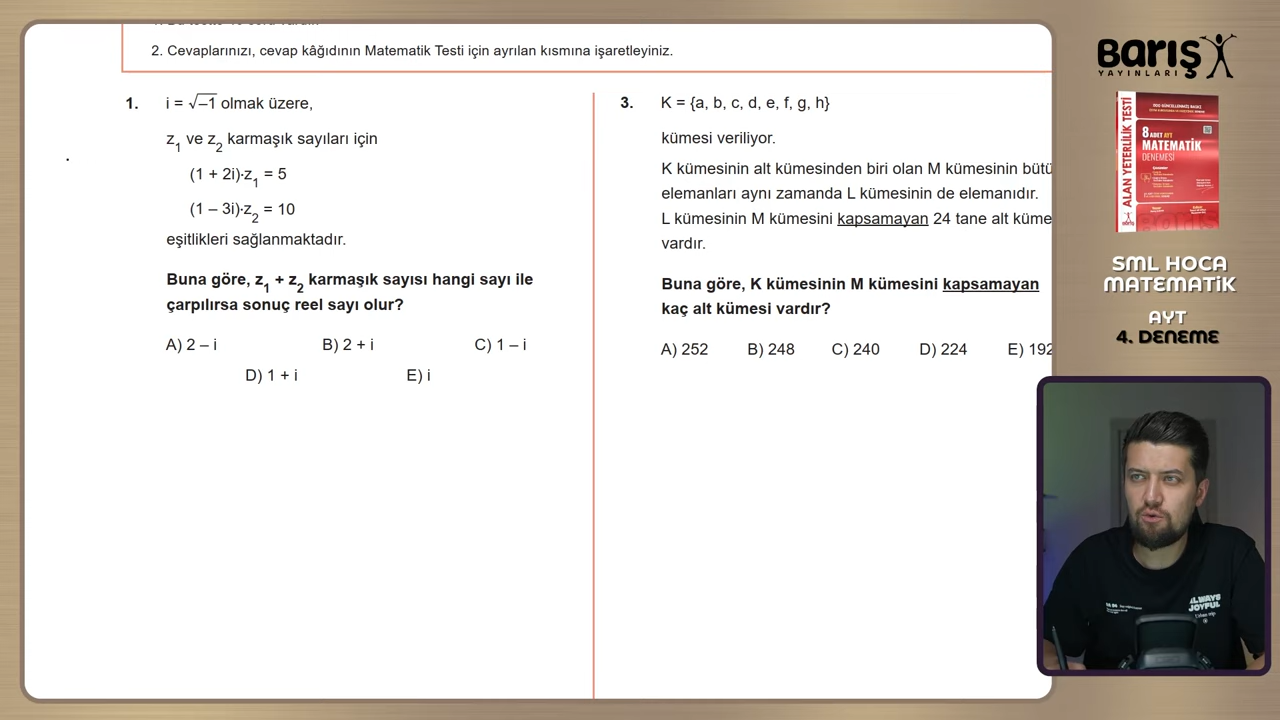 2. Cevaplarınızı, cevap kâğıdının Matematik Testi için ayrılan kısmına işaretleyiniz.
1. i = √–1 olmak üzere,
z1 ve z2 karmaşık sayıları için
(1 + 2i)·z1 = 5
(1 – 3i)·z2 = 10
eşitlikleri sağlanmaktadır.
Buna göre, z1 + z2 karmaşık sayısı hangi sayı ile
çarpılırsa sonuç reel sayı olur?
A) 2 – i B) 2 + i C) 1 – i
D) 1 + i E) i
3. K = {a, b, c, d, e, f, g, h}
kümesi veriliyor.
K kümesinin alt kümesinden biri olan M kümesinin bütü
elemanları aynı zamanda L kümesinin de elemanıdır.
L kümesinin M kümesini kapsamayan 24 tane alt küme
vardır.
Buna göre, K kümesinin M kümesini kapsamayan
kaç alt kümesi vardır?
A) 252 B) 248 C) 240 D) 224 E) 192
BARIŞ
YAYINLARI
ALAN YETERLİLİK TESTİ
8 ADET AYT
MATEMATİK
DENEMESİ
SML HOCA
MATEMATİK
AYT
4. DENEME
ALWAYS
JOYFUL